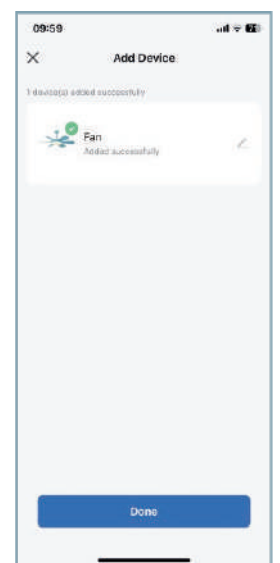 09:59
Add Device
1 device(s) added successfully
Fan
Added successfully
Done